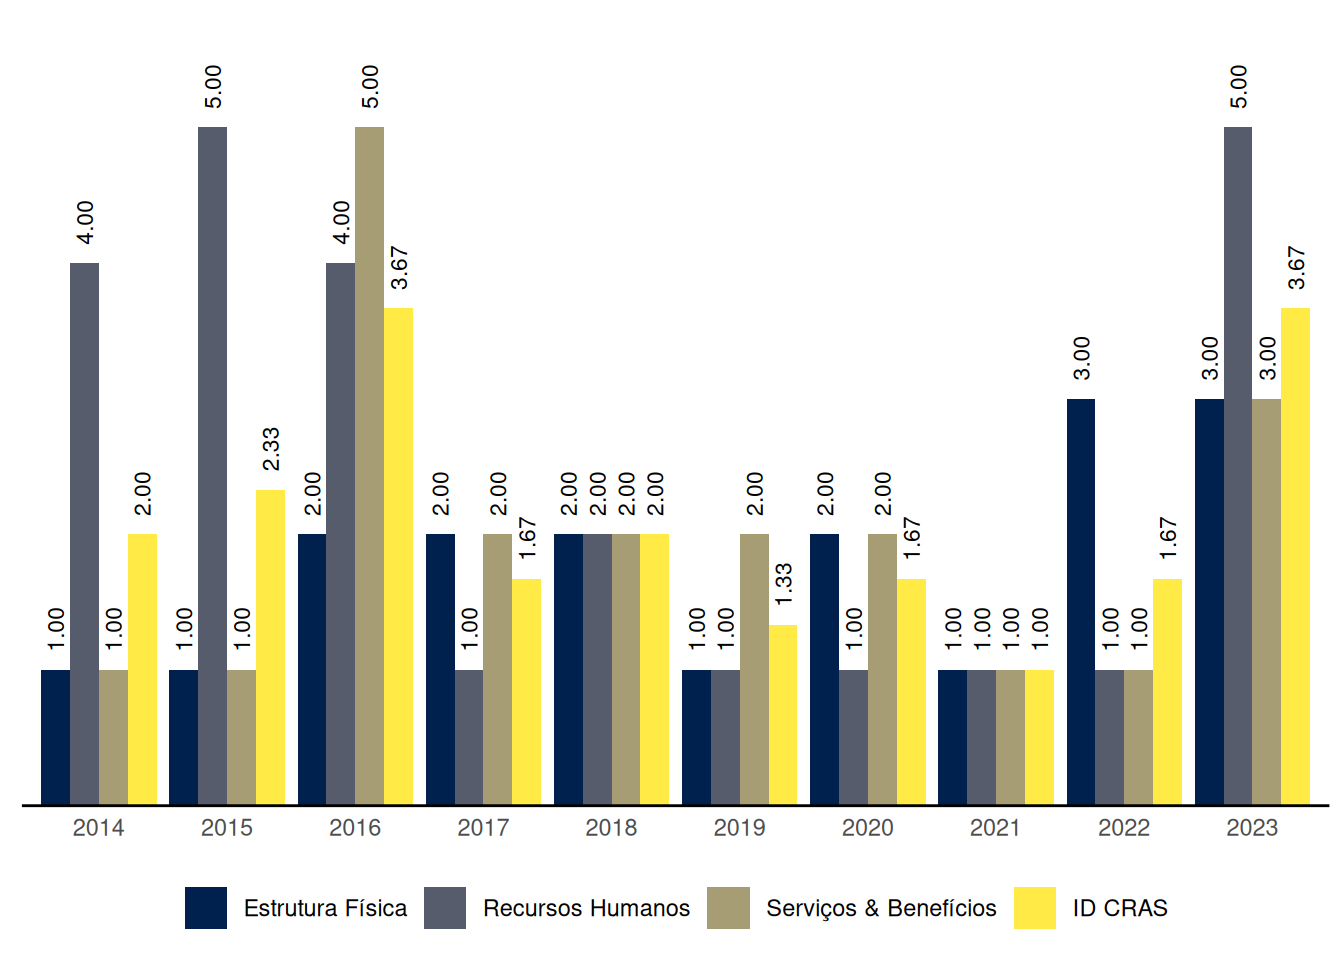 1.00 4.00 1.00 2.00
1.00 5.00 1.00 2.33
2.00 4.00 5.00 3.67
2.00 1.00 2.00 1.67
2.00 2.00 2.00 2.00
1.00 1.00 2.00 1.33
2.00 1.00 2.00 1.67
1.00 1.00 1.00 1.00
3.00 1.00 1.00 1.67
3.00 5.00 3.00 3.67
2014 2015 2016 2017 2018 2019 2020 2021 2022 2023
Estrutura Física Recursos Humanos Serviços & Benefícios ID CRAS